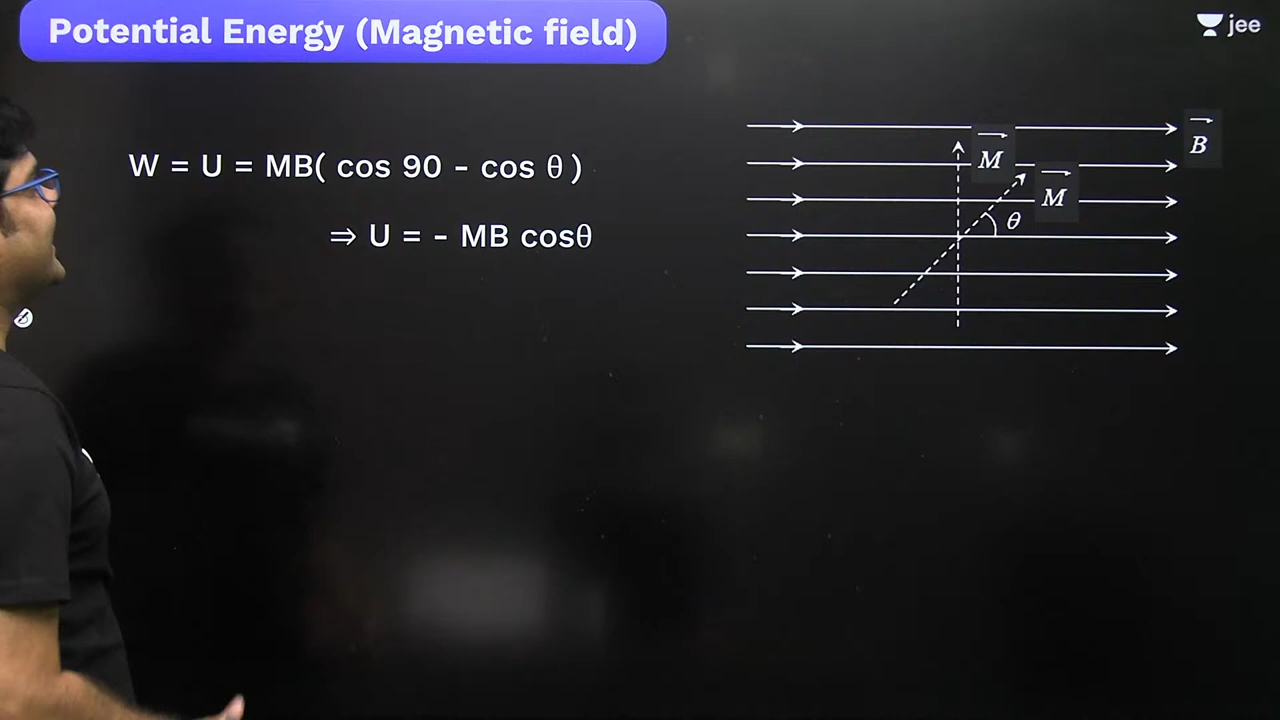 Potential Energy (Magnetic field)
jee
W = U = MB( cos 90 - cos θ )
⇒ U = - MB cosθ
M
M
B
θ